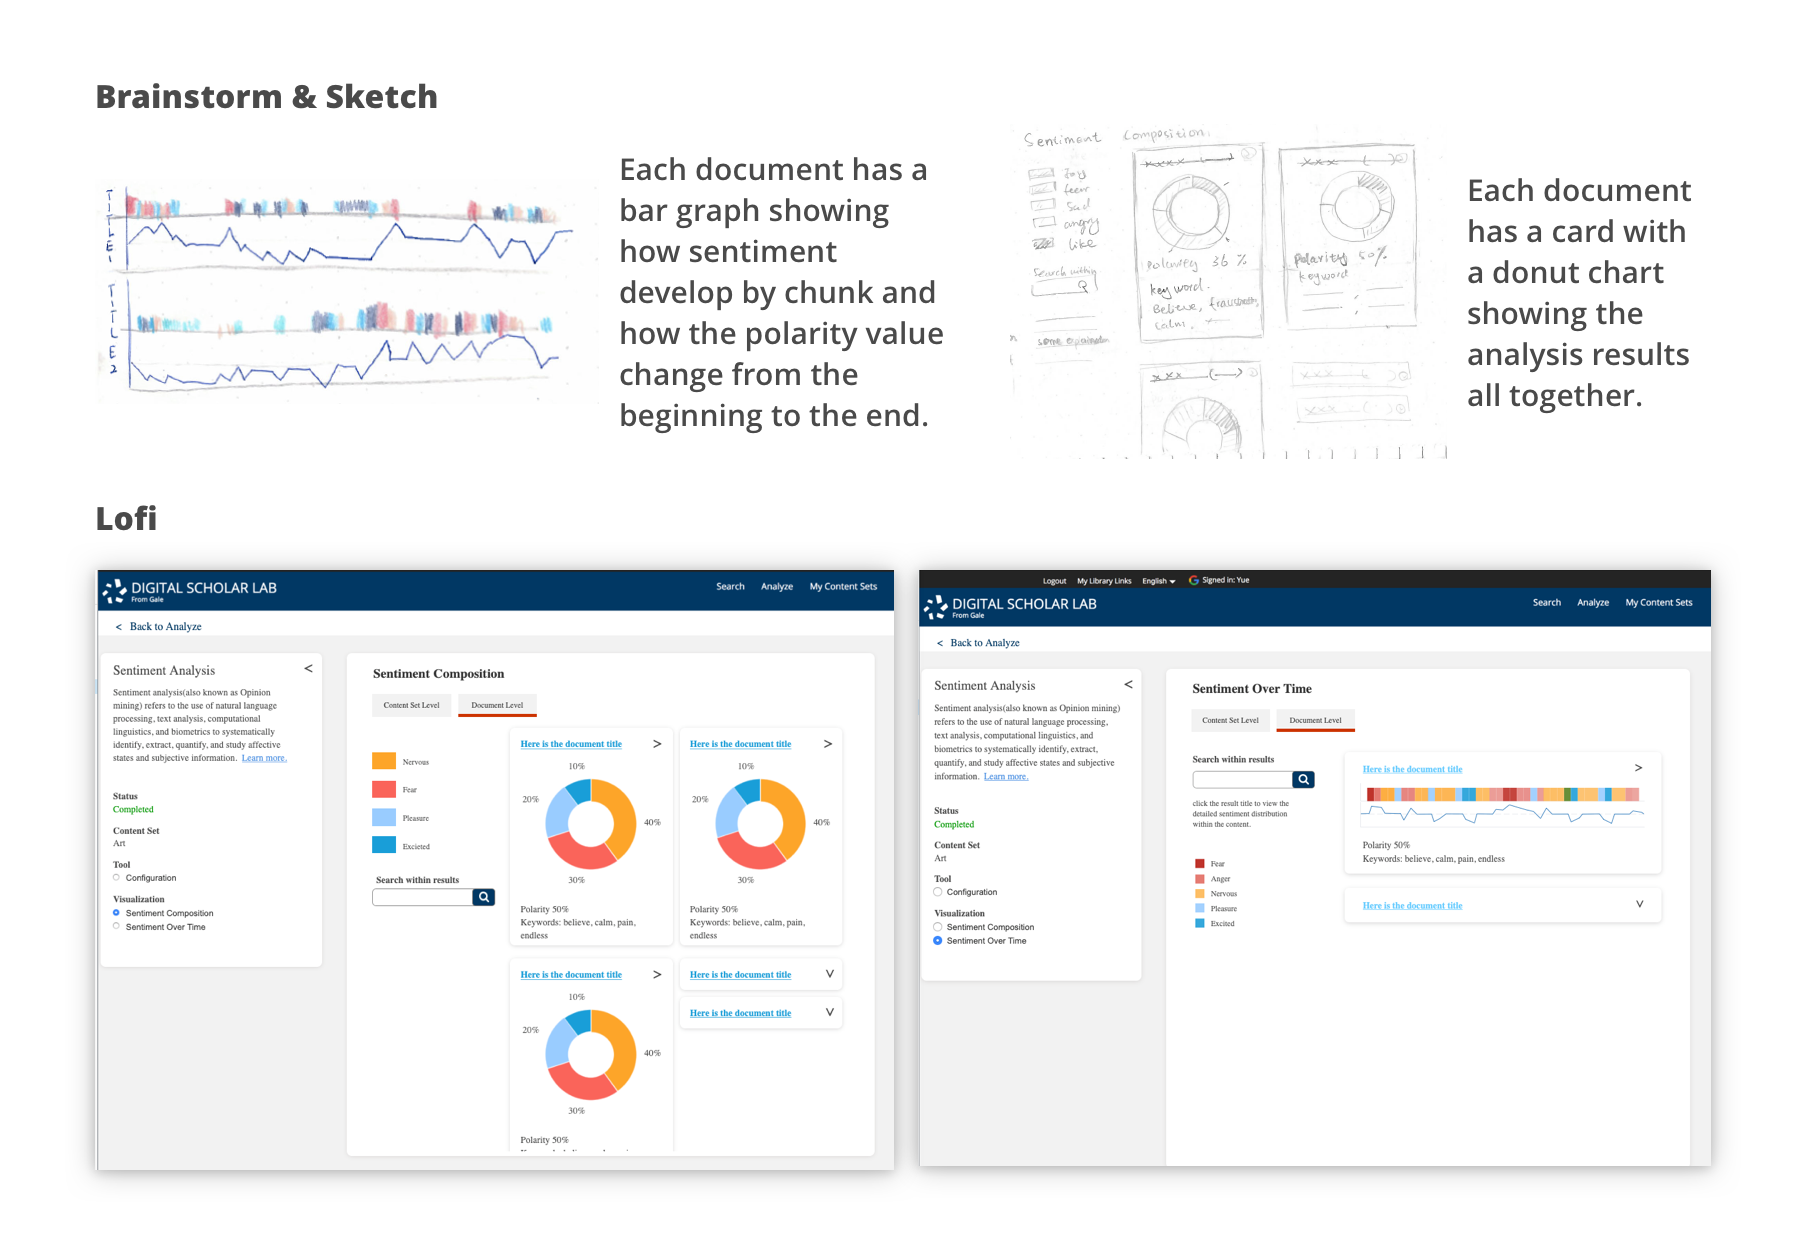 Brainstorm & Sketch
TITLE 1
TITLE 2
Each document has a
bar graph showing
how sentiment
develop by chunk and
how the polarity value
change from the
beginning to the end.
Sentiment Composition
Joy
fear
Sad
angry
like
Search within
some explanation
xxxx
Polarity 36 %
key word.
Believe,
calm,
xxx
polarity 50%
keyword
xxx
xxx
xxx
Each document
has a card with
a donut chart
showing the
analysis results
all together.
Lofi
DIGITAL SCHOLAR LAB
From Gale
Search Analyze My Content Sets
< Back to Analyze
Sentiment Analysis <
Sentiment analysis(also known as Opinion
mining) refers to the use of natural language
processing, text analysis, computational
linguistics, and biometrics to systematically
identify, extract, quantify, and study affective
states and subjective information. Learn more.
Status
Completed
Content Set
Art
Tool
Configuration
Visualization
Sentiment Composition
Sentiment Over Time
Sentiment Composition
Content Set Level Document Level
Nervous
Fear
Pleasure
Excieted
Search within results
Here is the document title >
10%
20%
40%
30%
Polarity 50%
Keywords: believe, calm, pain,
endless
Here is the document title >
10%
20%
40%
30%
Polarity 50%
Keywords: believe, calm, pain,
endless
Here is the document title >
10%
20%
40%
30%
Polarity 50%
Here is the document title V
Here is the document title V
Logout My Library Links English Signed in: Yue
DIGITAL SCHOLAR LAB
From Gale
Search Analyze My Content Sets
< Back to Analyze
Sentiment Analysis <
Sentiment analysis(also known as Opinion mining)
refers to the use of natural language processing,
text analysis, computational linguistics, and
biometrics to systematically identify, extract,
quantify, and study affective states and subjective
information. Learn more.
Status
Completed
Content Set
Art
Tool
Configuration
Visualization
Sentiment Composition
Sentiment Over Time
Sentiment Over Time
Content Set Level Document Level
Search within results
click the result title to view the
detailed sentiment distribution
within the content.
Fear
Anger
Nervous
Pleasure
Excited
Here is the document title >
Polarity 50%
Keywords: believe, calm, pain, endless
Here is the document title V